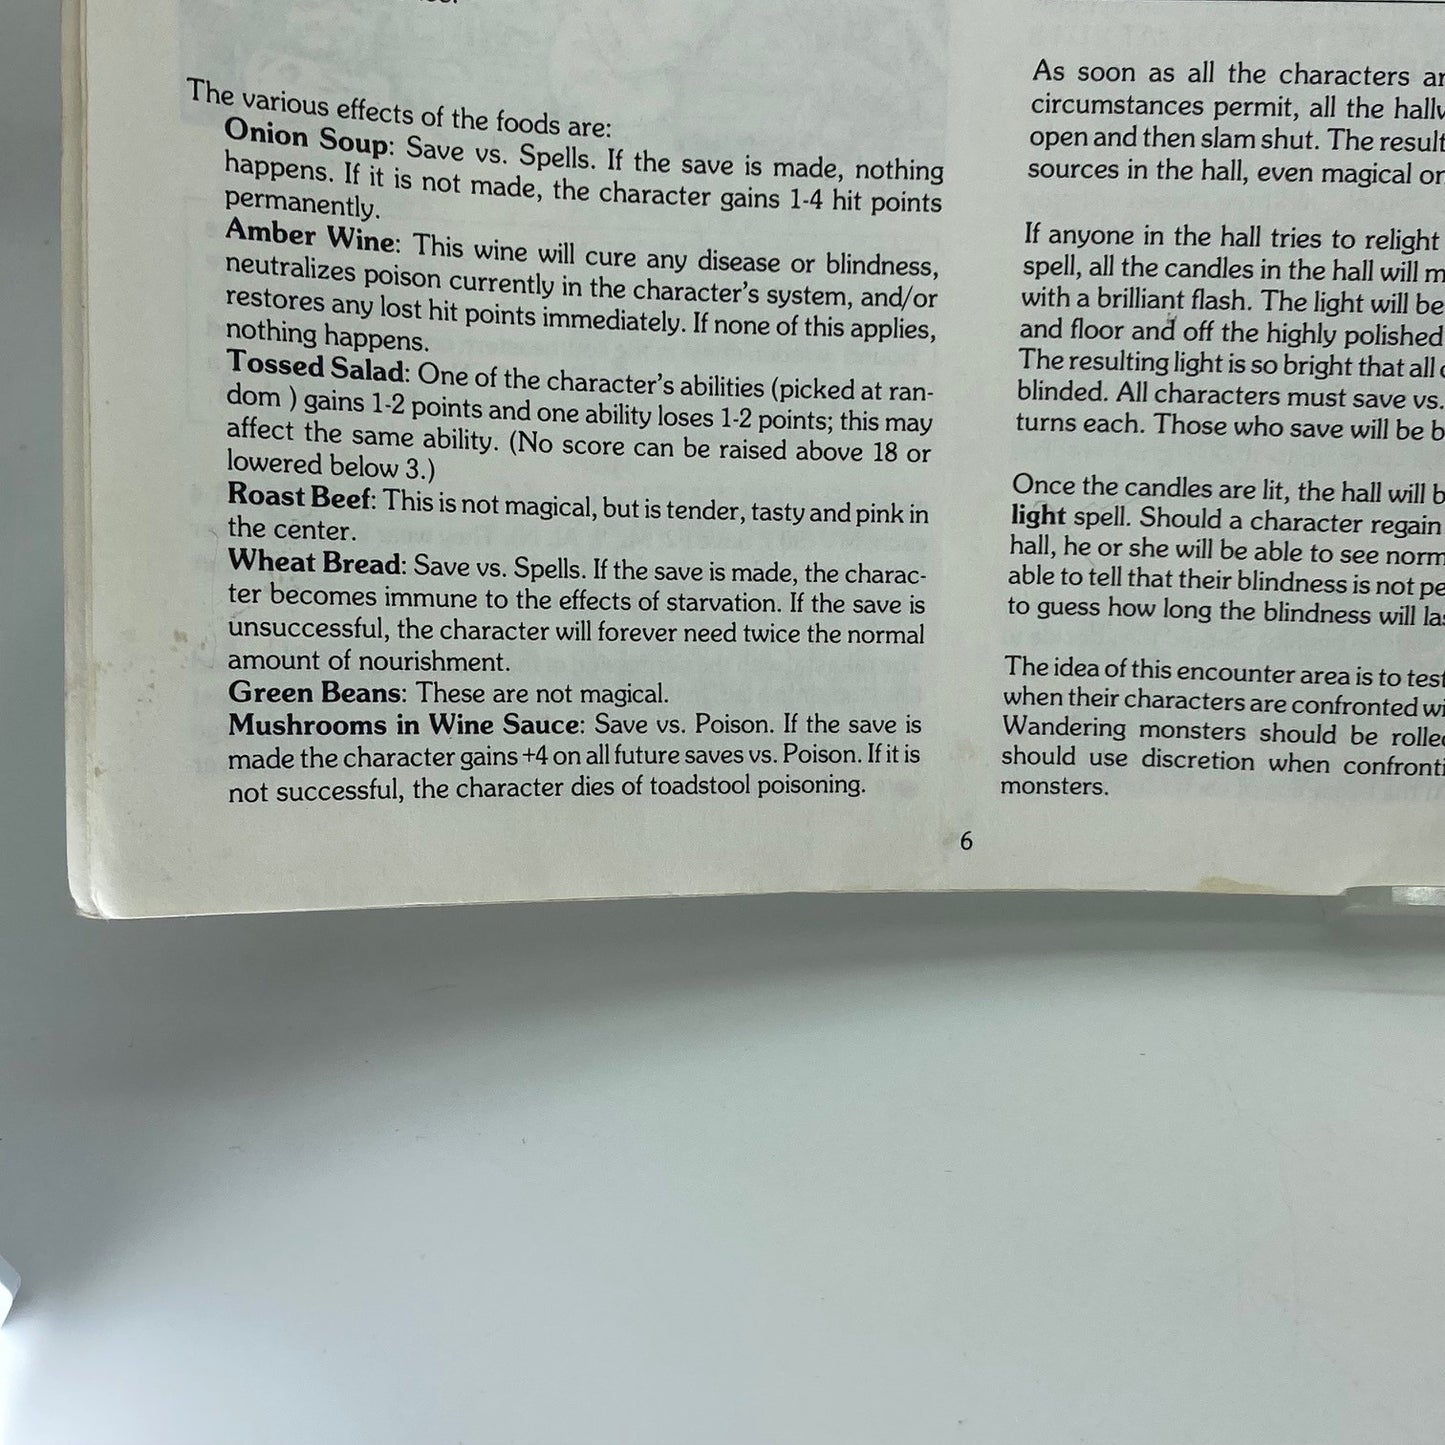 The various effects of the foods are:
Onion Soup: Save vs. Spells. If the save is made, nothing
happens. If it is not made, the character gains 1-4 hit points
permanently.
Amber Wine: This wine will cure any disease or blindness,
neutralizes poison currently in the character's system, and/or
restores any lost hit points immediately. If none of this applies,
nothing happens.
Tossed Salad: One of the character's abilities (picked at ran-
dom ) gains 1-2 points and one ability loses 1-2 points; this may
affect the same ability. (No score can be raised above 18 or
lowered below 3.)
Roast Beef: This is not magical, but is tender, tasty and pink in
the center.
Wheat Bread: Save vs. Spells. If the save is made, the charac-
ter becomes immune to the effects of starvation. If the save is
unsuccessful, the character will forever need twice the normal
amount of nourishment.
Green Beans: These are not magical.
Mushrooms in Wine Sauce: Save vs. Poison. If the save is
made the character gains +4 on all future saves vs. Poison. If it is
not successful, the character dies of toadstool poisoning.
As soon as all the characters
circumstances permit, all the
open and then slam shut. The
sources in the hall, even magical
If anyone in the hall tries to relight
spell, all the candles in the hall will
with a brilliant flash. The light will be
and floor and off the highly polished
The resulting light is so bright that all
blinded. All characters must save vs.
turns each. Those who save will be
Once the candles are lit, the hall will
light spell. Should a character regain
hall, he or she will be able to see
able to tell that their blindness is not
to guess how long the blindness will
The idea of this encounter area is to test
when their characters are confronted
Wandering monsters should be
should use discretion when
monsters.
6